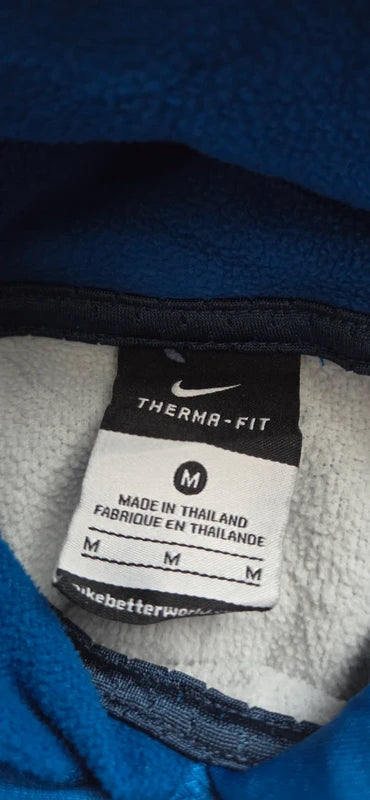 THERMA-FIT
M
MADE IN THAILAND
FABRIQUE EN THAILANDE
M M M